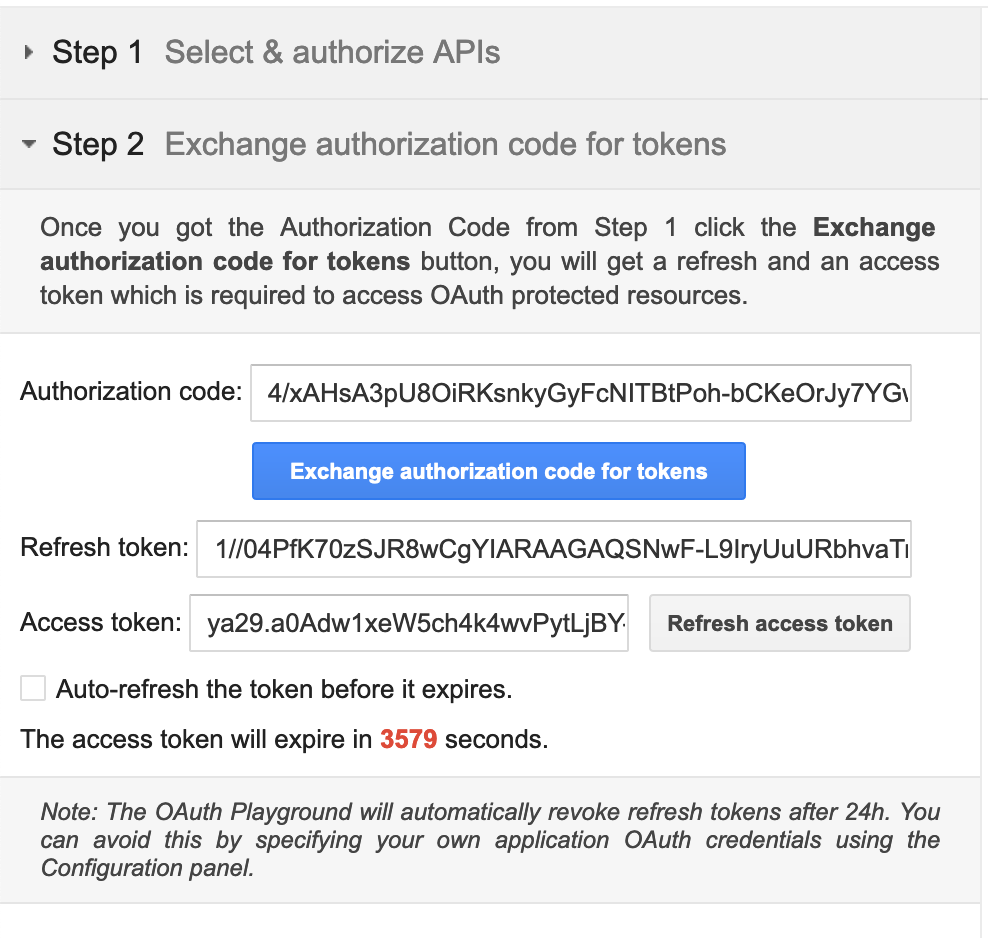 Step 1 Select & authorize APIs
Step 2 Exchange authorization code for tokens
Once you got the Authorization Code from Step 1 click the Exchange
authorization code for tokens button, you will get a refresh and an access
token which is required to access OAuth protected resources.
Authorization code: 4/xAHsA3pU8OiRKsnkyGyFcNITBtPoh-bCKeOrJy7YGv
Exchange authorization code for tokens
Refresh token: 1//04PfK70zSJR8wCgYIARAAGAQSNwF-L9IryUuURbhvaTr
Access token: ya29.a0Adw1xeW5ch4k4wvPytLjBY- Refresh access token
Auto-refresh the token before it expires.
The access token will expire in 3579 seconds.
Note: The OAuth Playground will automatically revoke refresh tokens after 24h. You
can avoid this by specifying your own application OAuth credentials using the
Configuration panel.